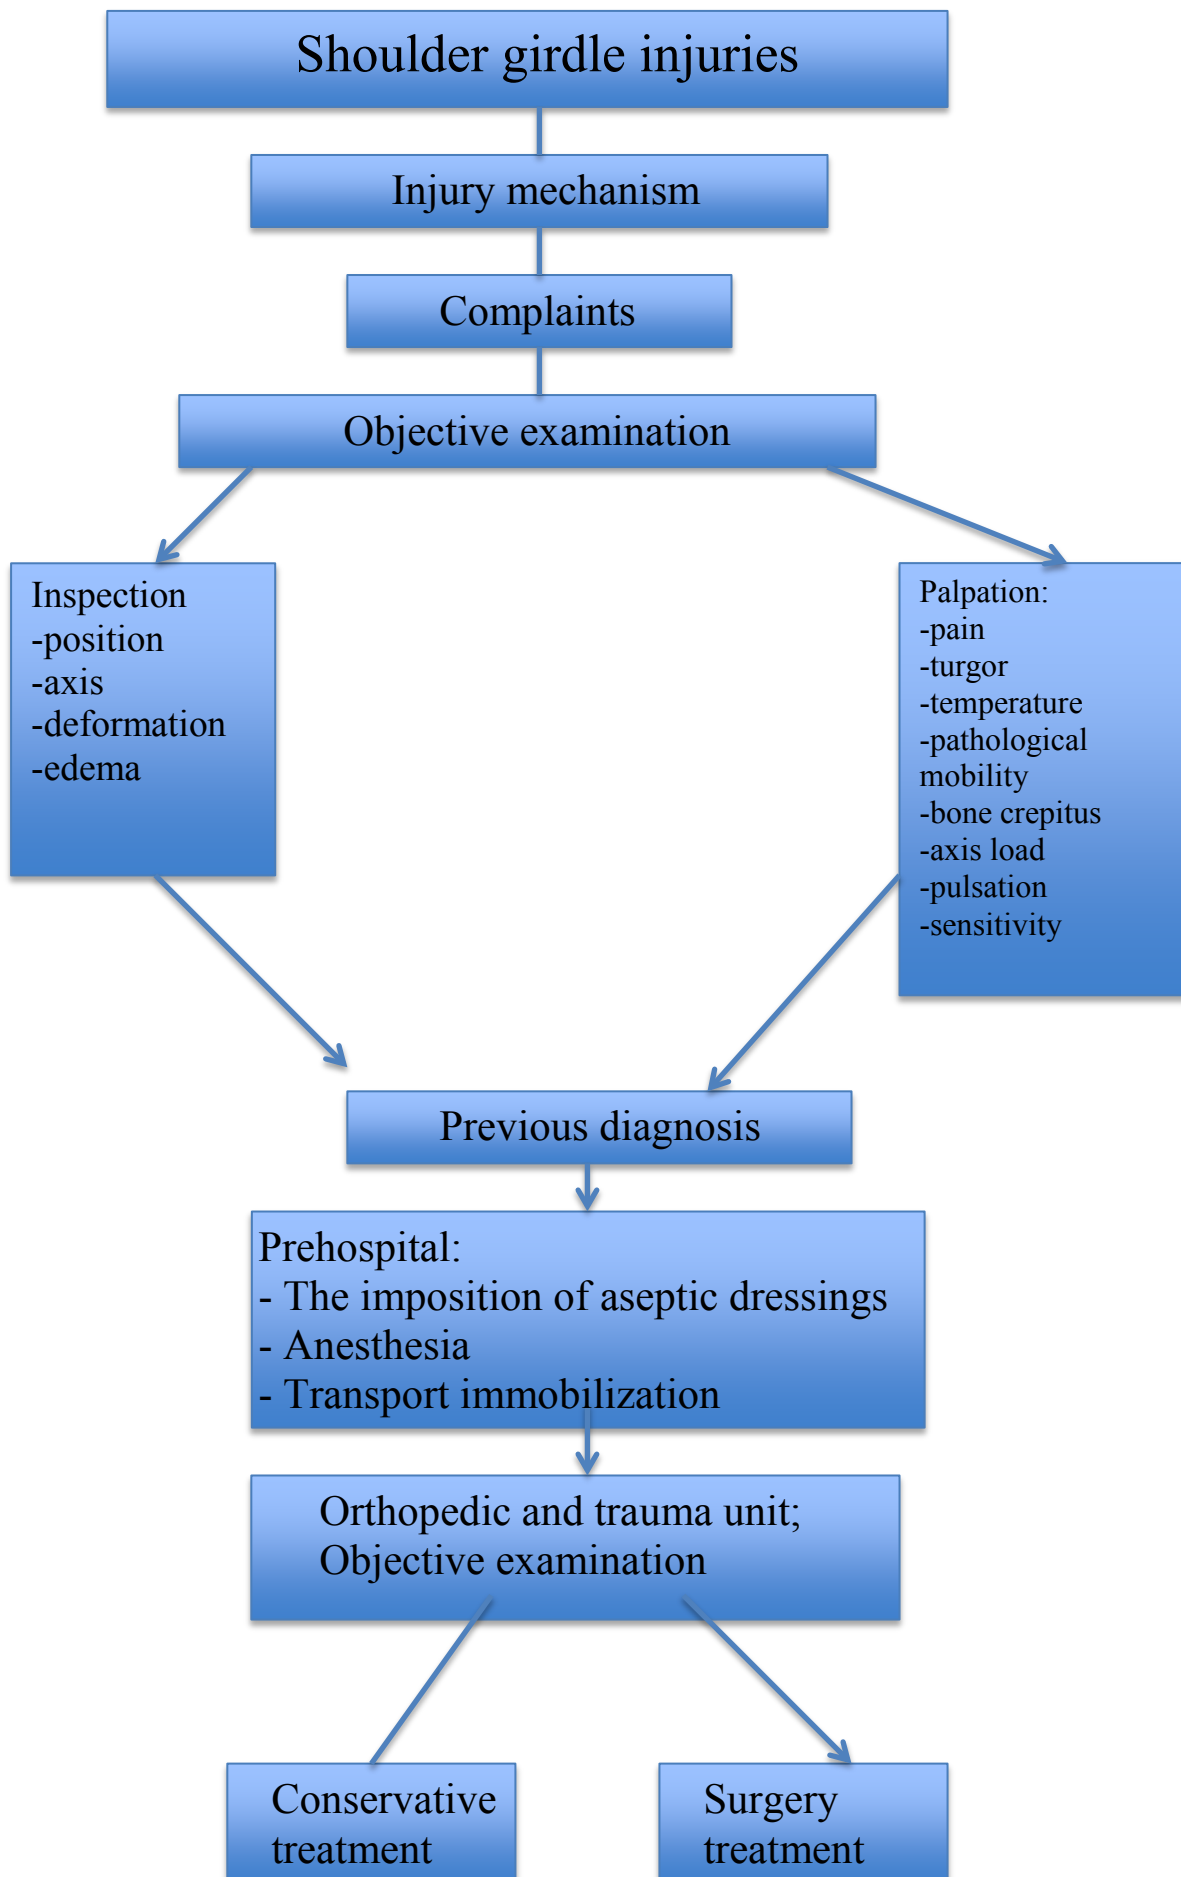 Shoulder girdle injuries
Injury mechanism
Complaints
Objective examination
Inspection
-position
-axis
-deformation
-edema
Palpation:
-pain
-turgor
-temperature
-pathological
mobility
-bone crepitus
-axis load
-pulsation
-sensitivity
Previous diagnosis
Prehospital:
- The imposition of aseptic dressings
- Anesthesia
- Transport immobilization
Orthopedic and trauma unit;
Objective examination
Conservative
treatment
Surgery
treatment